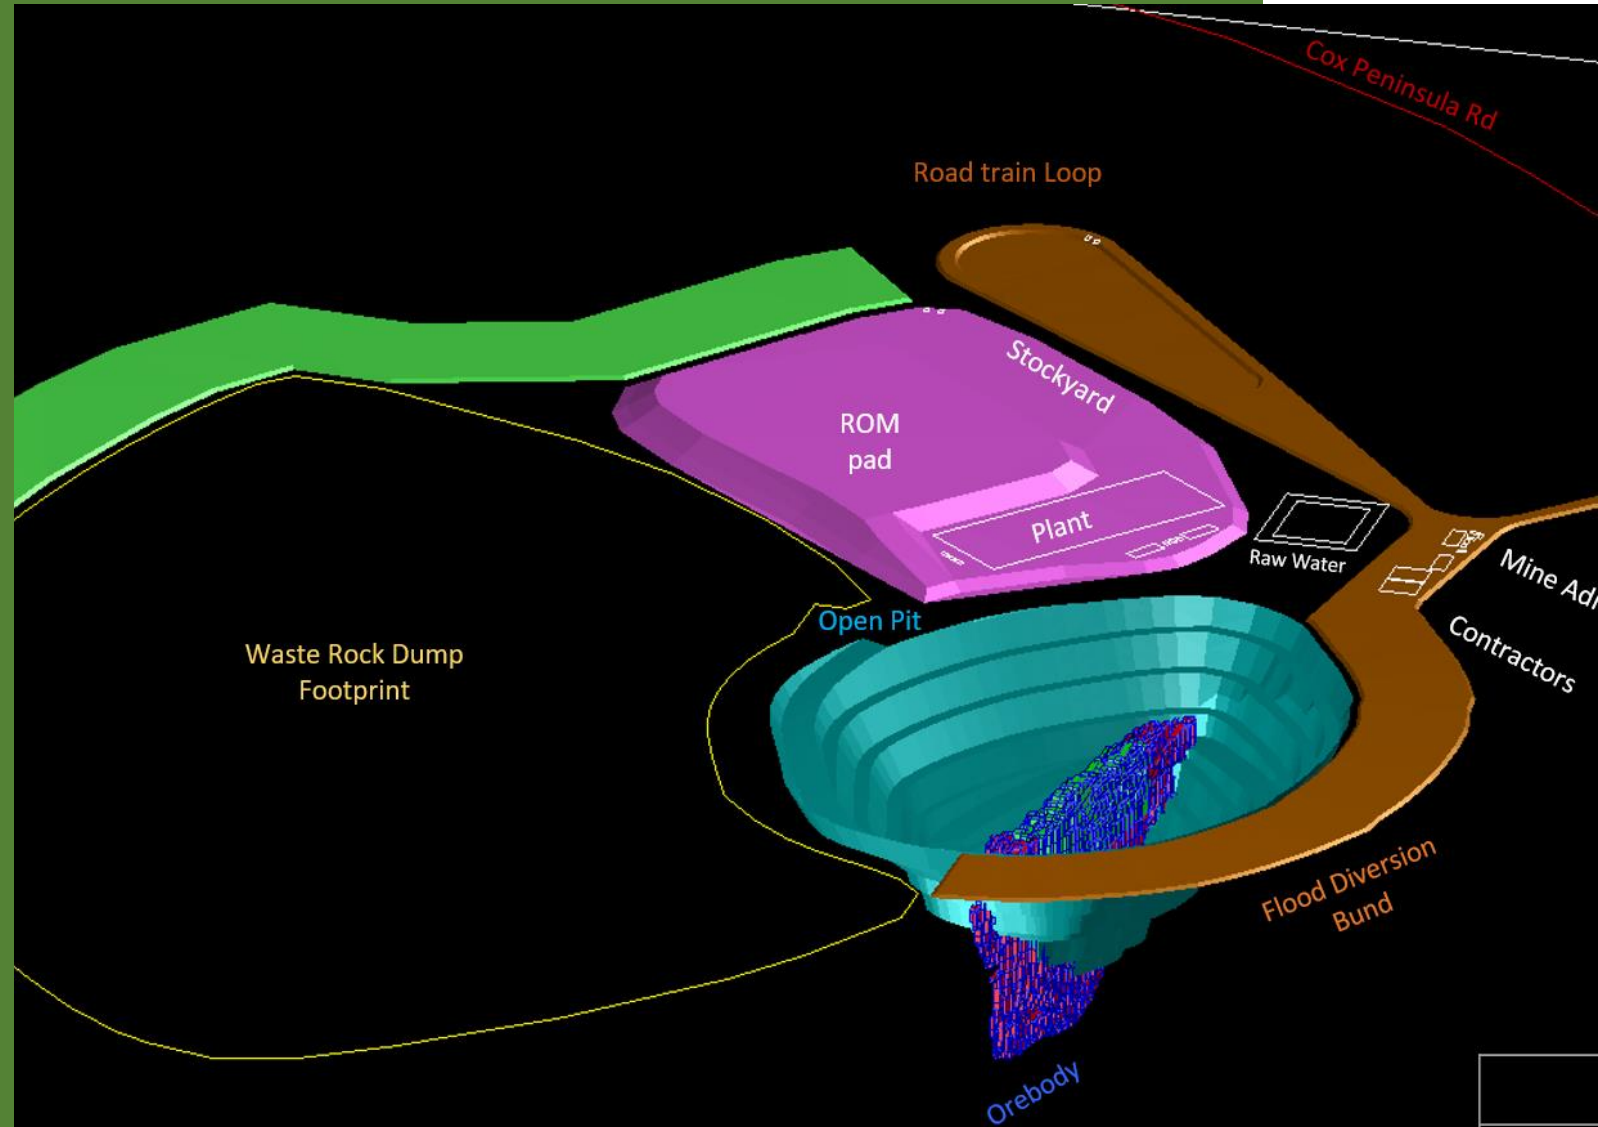 Cox Peninsula Rd
Road train Loop
Stockyard
ROM
pad
Plant
Raw Water
Mine Ad
Contractors
Open Pit
Waste Rock Dump
Footprint
Flood Diversion
Bund
Orebody